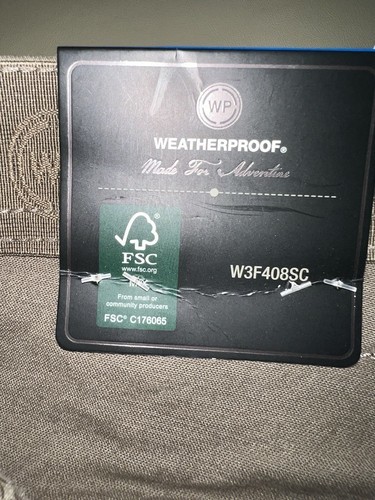 WP
WEATHERPROOF®
Made For Adventure
FSC
www.fsc.org
W3F408SC
From small or
community producers
FSC® C176065